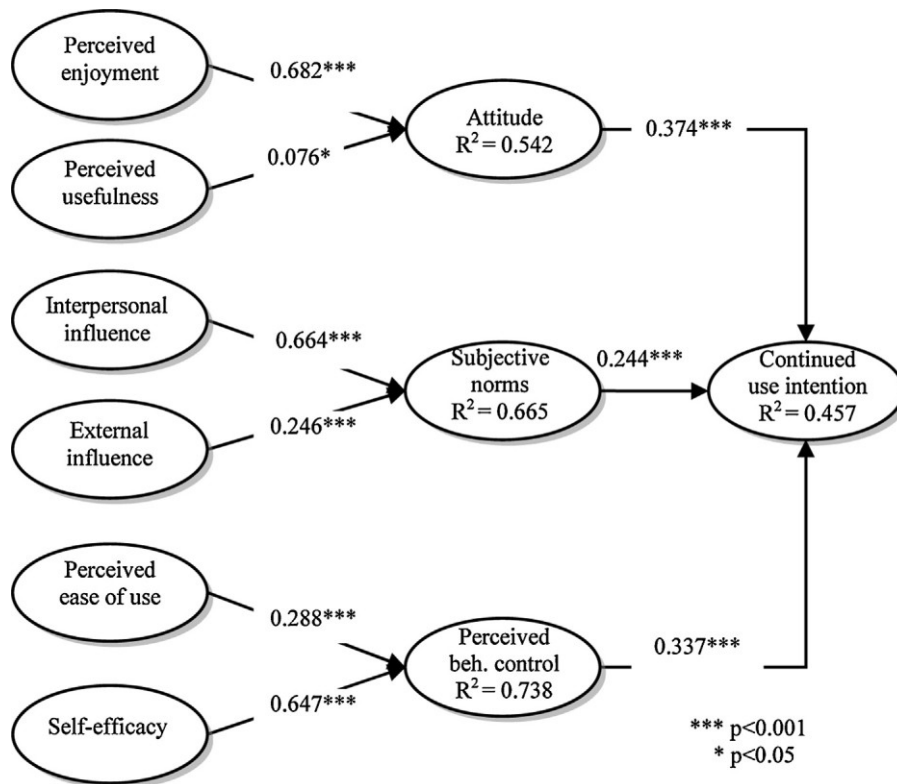 Perceived
enjoyment
0.682***
Attitude
R² = 0.542
0.374***
0.076*
Perceived
usefulness
Interpersonal
influence
0.664***
Subjective
norms
R² = 0.665
0.244***
Continued
use intention
R² = 0.457
0.246***
External
influence
Perceived
ease of use
0.288***
Perceived
beh. control
R² = 0.738
0.337***
0.647***
Self-efficacy
*** p<0.001
* p<0.05